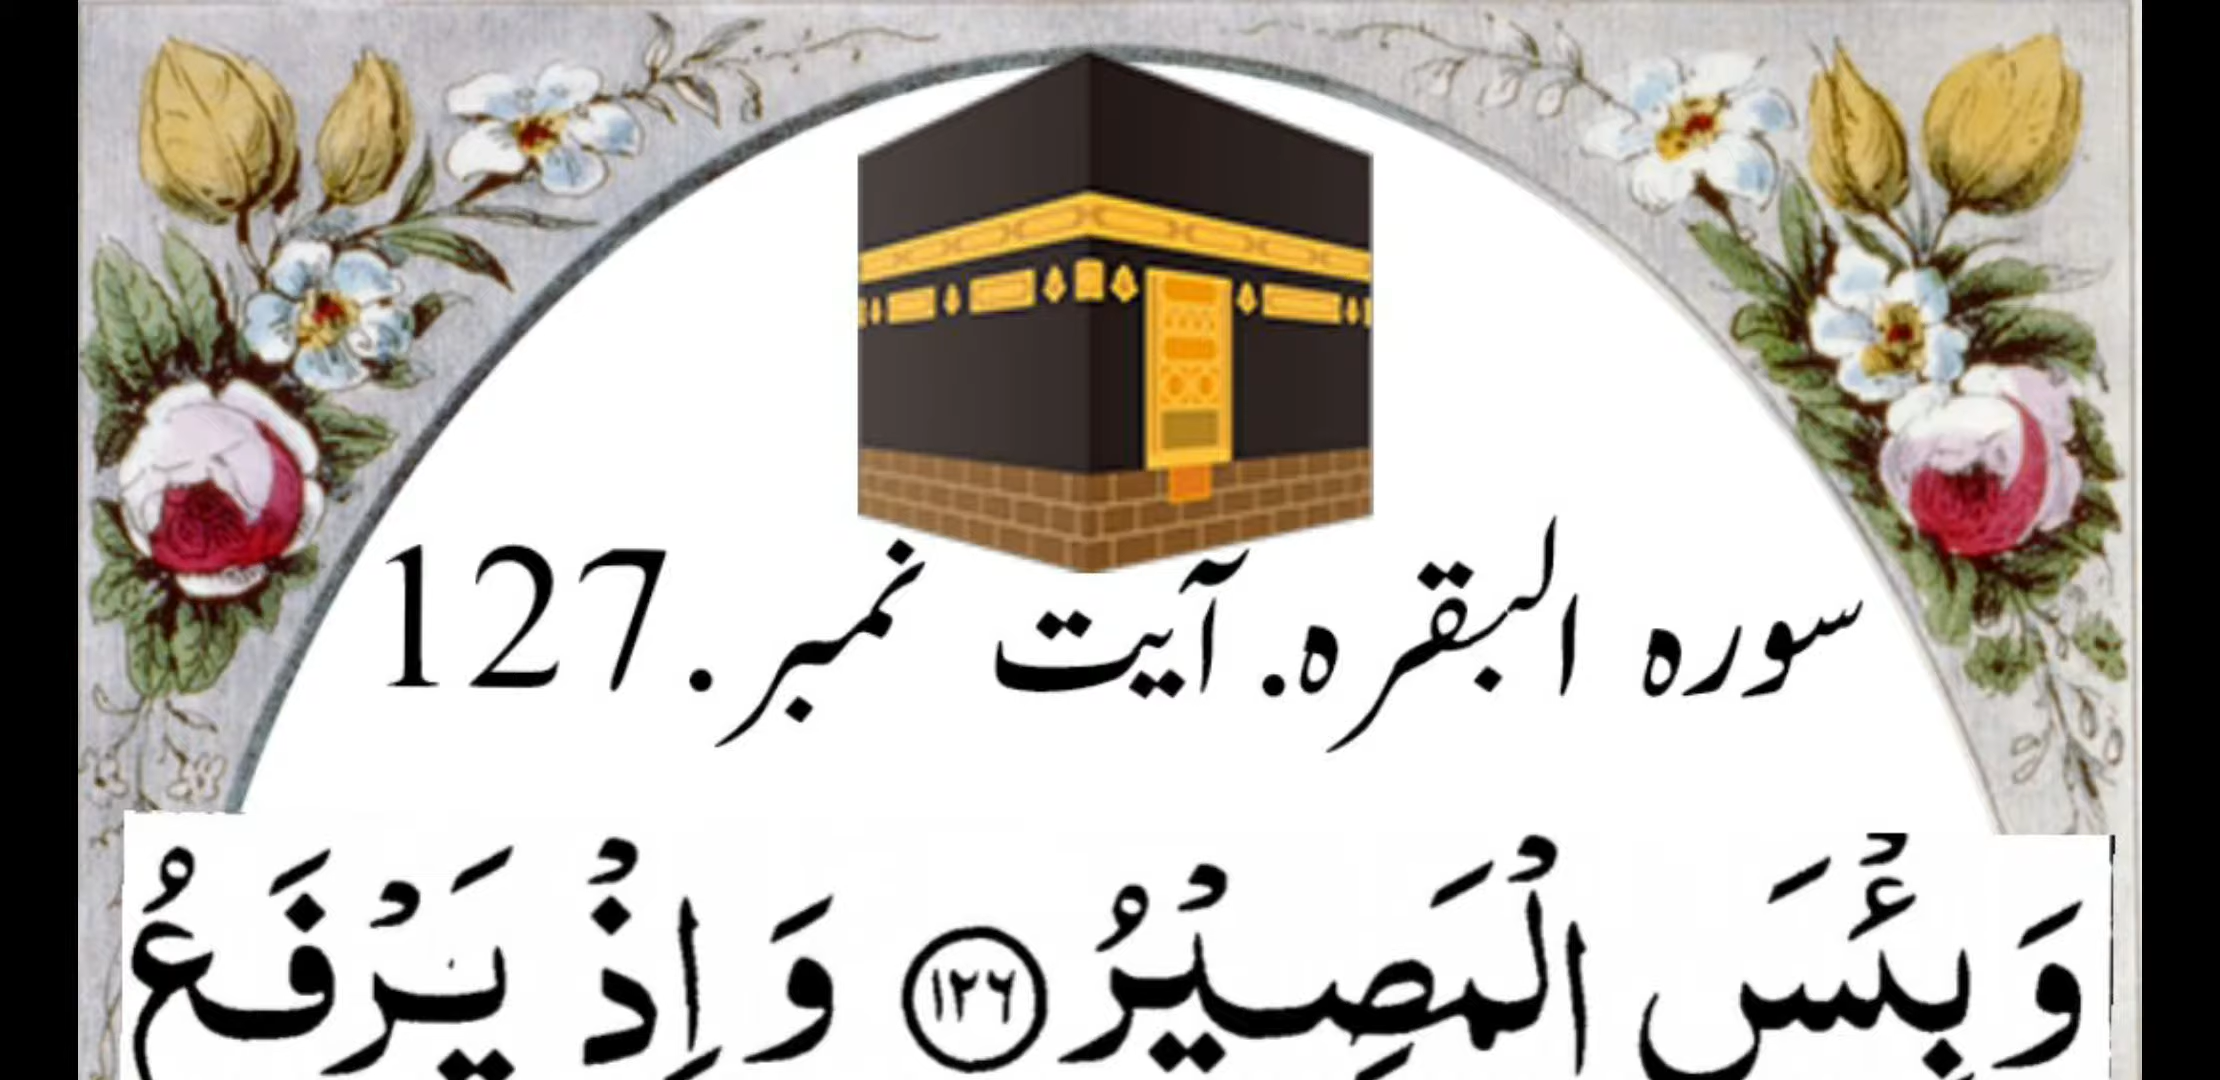 سورہ البقرہ. آیت نمبر.127
وَ بِئْسَ الْمَصِیْرُ ۝۱۲۶ وَ اِذْ یَرْفَعُ